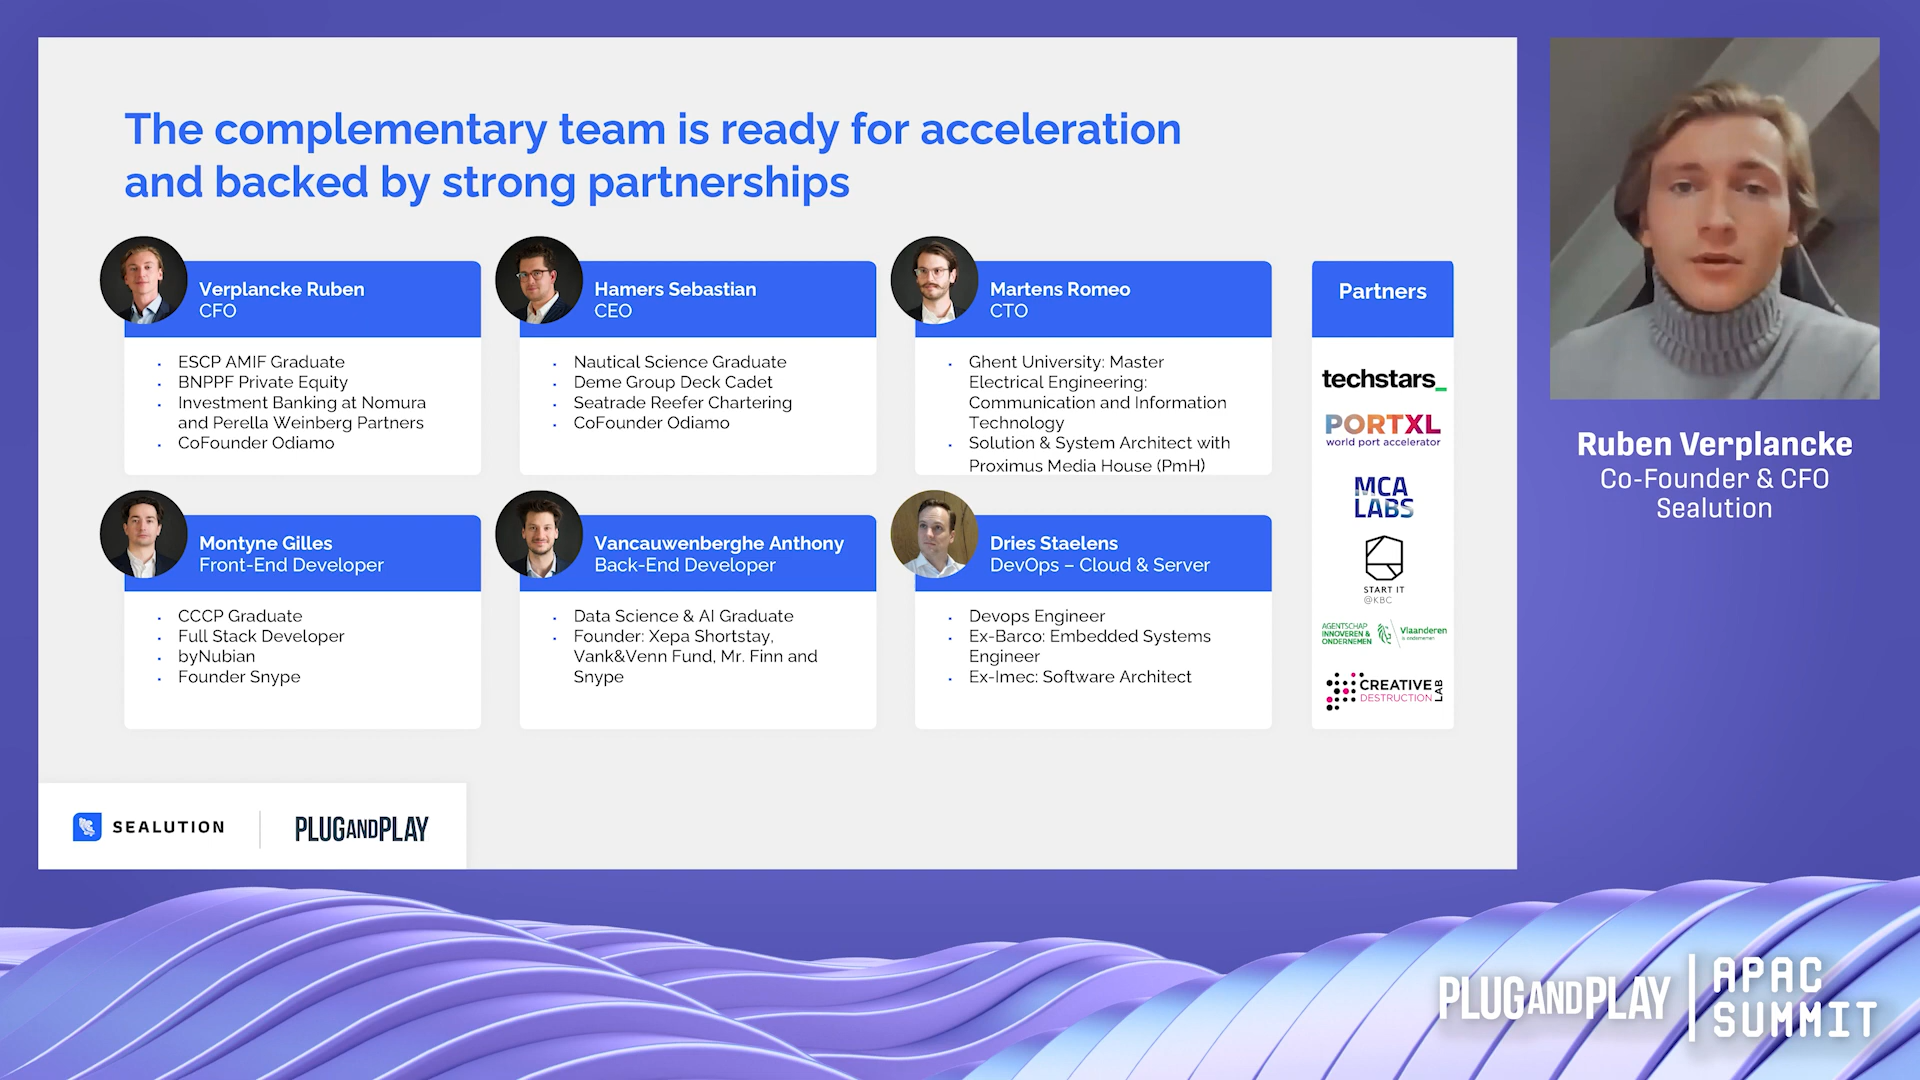 The complementary team is ready for acceleration
and backed by strong partnerships
Verplancke Ruben
CFO
ESCP AMIF Graduate
BNPPF Private Equity
Investment Banking at Nomura
and Perella Weinberg Partners
CoFounder Odiamo
Hamers Sebastian
CEO
Nautical Science Graduate
Deme Group Deck Cadet
Seatrade Reefer Chartering
CoFounder Odiamo
Martens Romeo
CTO
Ghent University: Master
Electrical Engineering:
Communication and Information
Technology
Solution & System Architect with
Proximus Media House (PmH)
Montyne Gilles
Front-End Developer
CCCP Graduate
Full Stack Developer
byNubian
Founder Snype
Vancauwenberghe Anthony
Back-End Developer
Data Science & AI Graduate
Founder: Xepa Shortstay,
Vank&Venn Fund, Mr. Finn and
Snype
Dries Staelens
DevOps – Cloud & Server
Devops Engineer
Ex-Barco: Embedded Systems
Engineer
Ex-Imec: Software Architect
Partners
techstars_
PORTXL
world port accelerator
MCA
LABS
START IT
@KBC
AGENTSCHAP
INNOVEREN &
ONDERNEMEN
Vlaanderen
is ondernemen
CREATIVE
DESTRUCTION
LAB
SEALUTION
PLUGANDPLAY
Ruben Verplancke
Co-Founder & CFO
Sealution
PLUGANDPLAY
APAC
SUMMIT